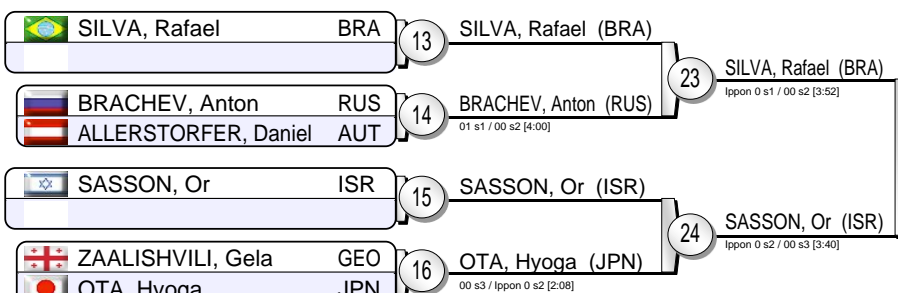 SILVA, Rafael BRA
13
SILVA, Rafael (BRA)
23
SILVA, Rafael (BRA)
Ippon 0 s1 / 00 s2 [3:52]
BRACHEV, Anton RUS
ALLERSTORFER, Daniel AUT
14
BRACHEV, Anton (RUS)
01 s1 / 00 s2 [4:00]
SASSON, Or ISR
15
SASSON, Or (ISR)
24
SASSON, Or (ISR)
Ippon 0 s2 / 00 s3 [3:40]
ZAALISHVILI, Gela GEO
OTA, Hyoga JPN
16
OTA, Hyoga (JPN)
00 s3 / Ippon 0 s2 [2:08]